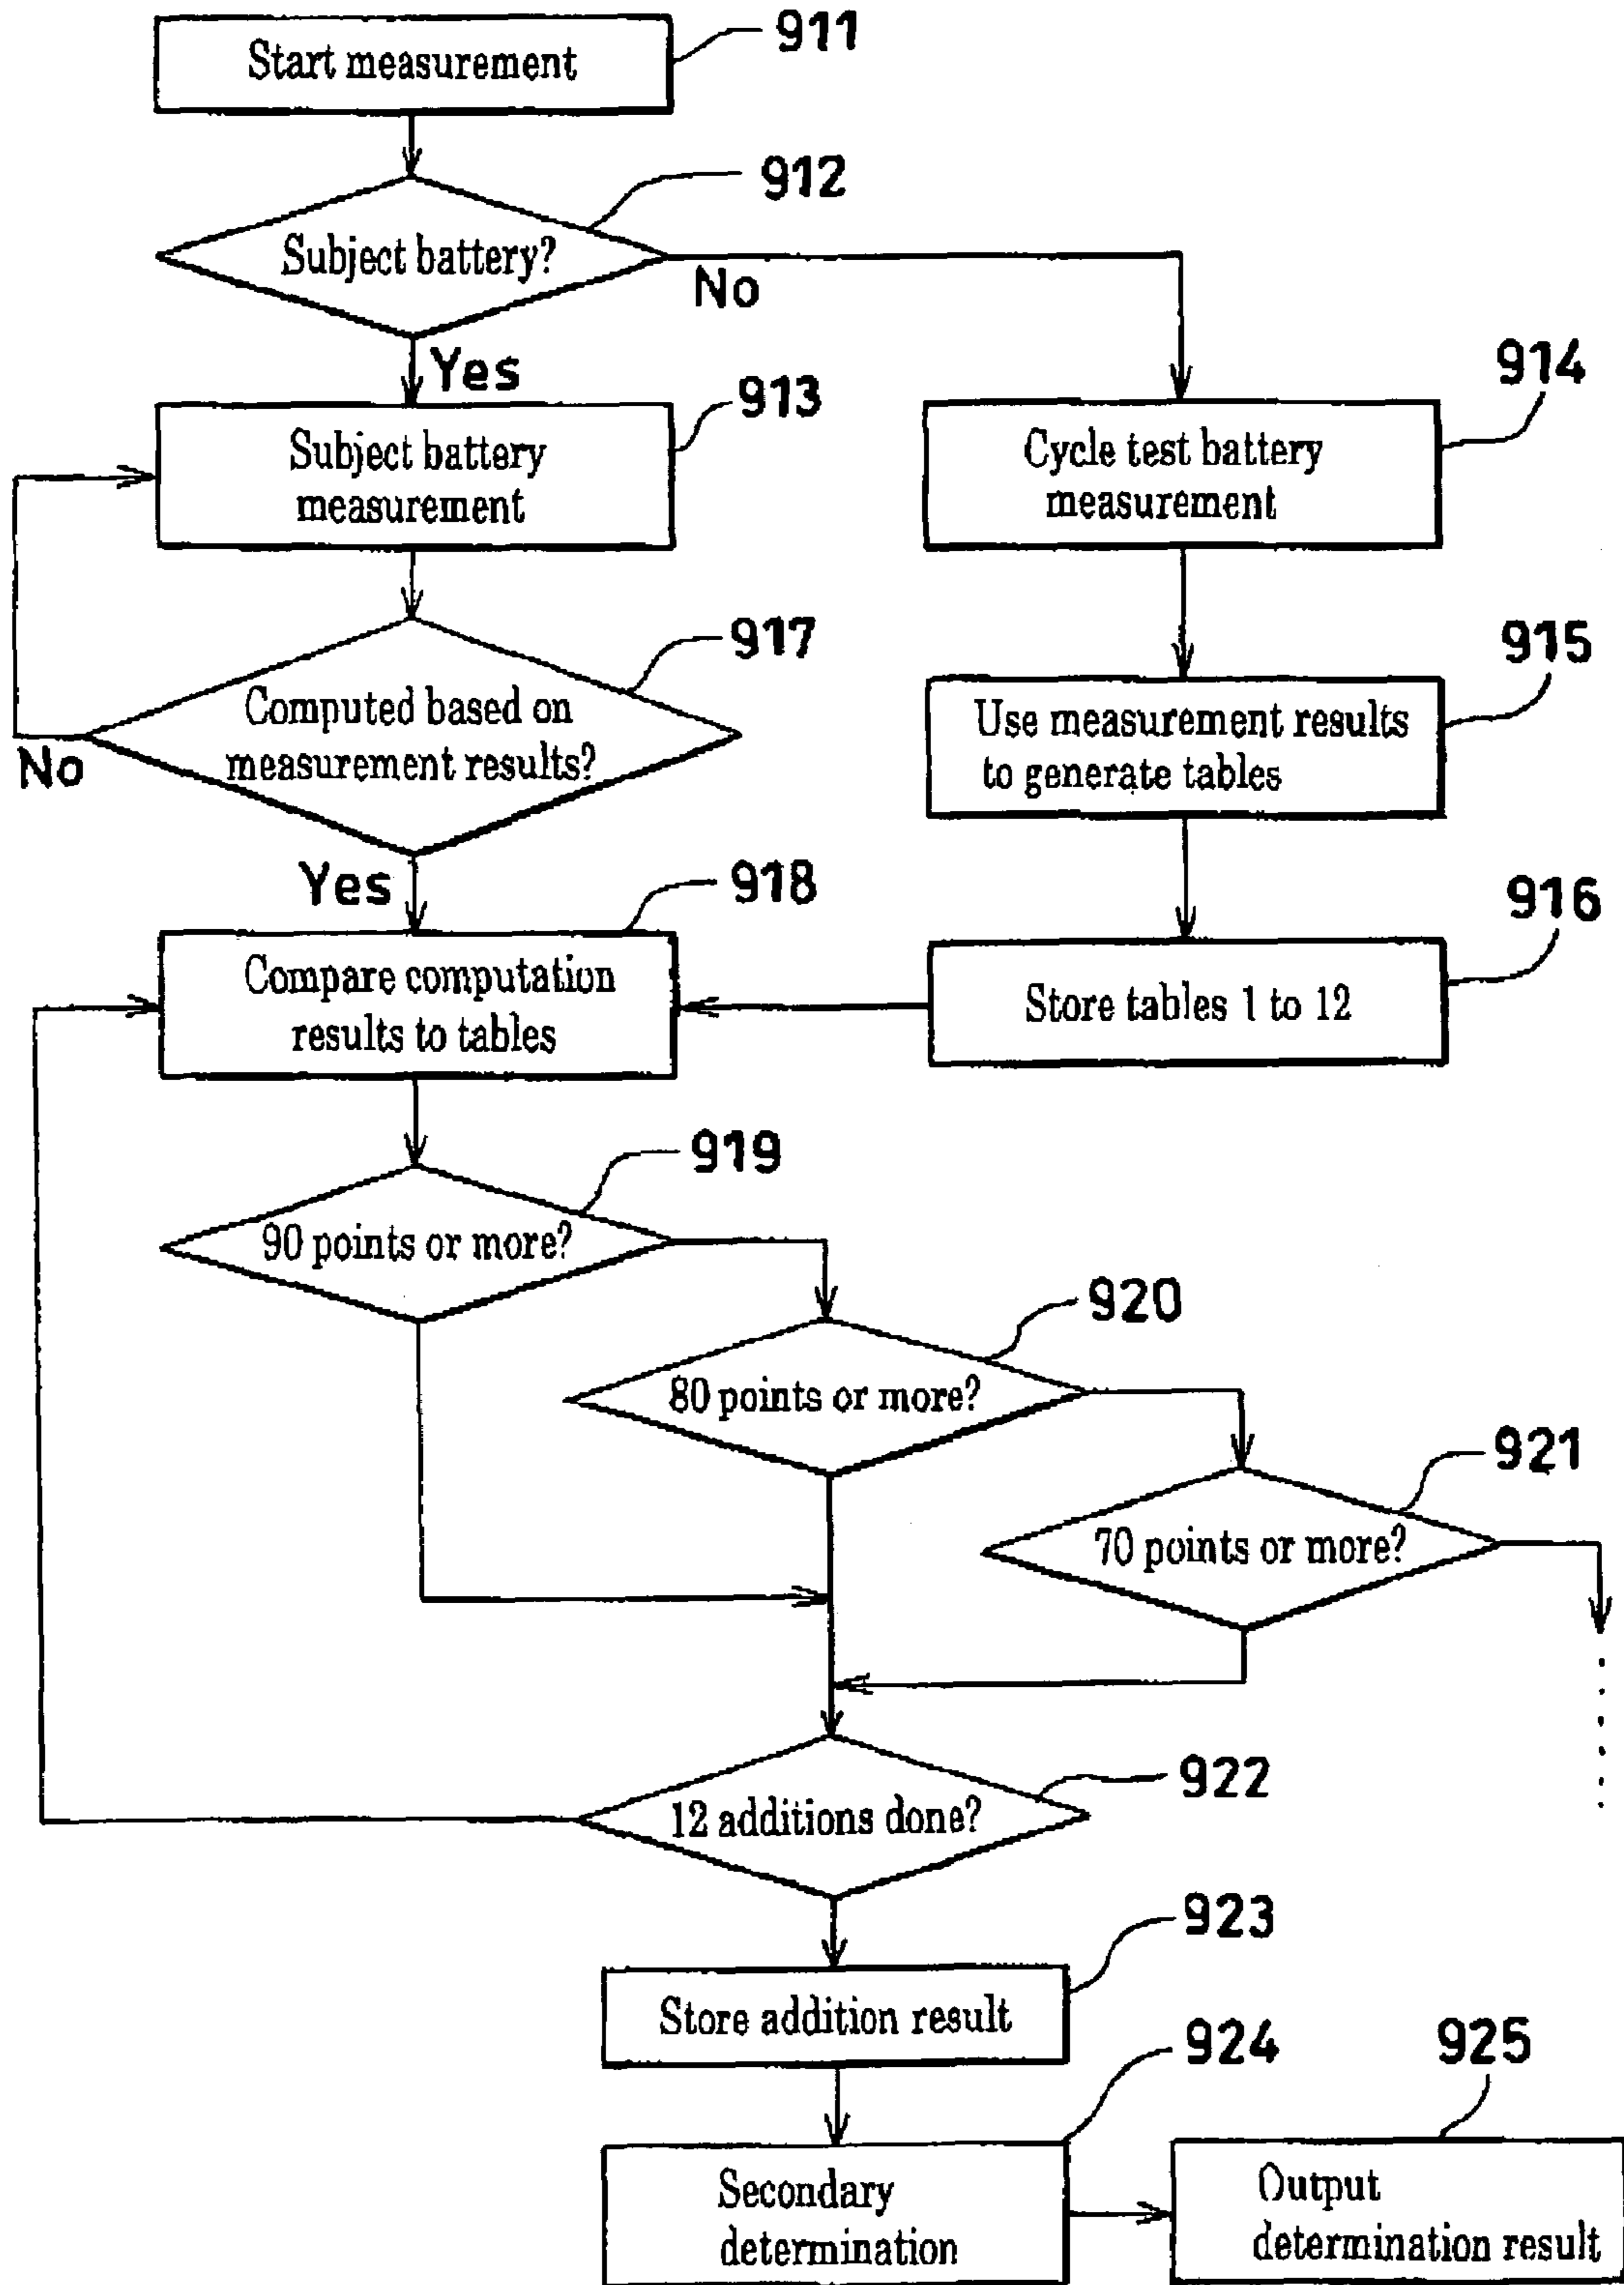 Start measurement
911
912
Subject battery?
No
Yes
913
Subject battery
measurement
914
Cycle test battery
measurement
917
Computed based on
measurement results?
No
915
Use measurement results
to generate tables
Yes
918
Compare computation
results to tables
916
Store tables 1 to 12
919
90 points or more?
920
80 points or more?
921
70 points or more?
922
12 additions done?
923
Store addition result
924
Secondary
determination
925
Output
determination result